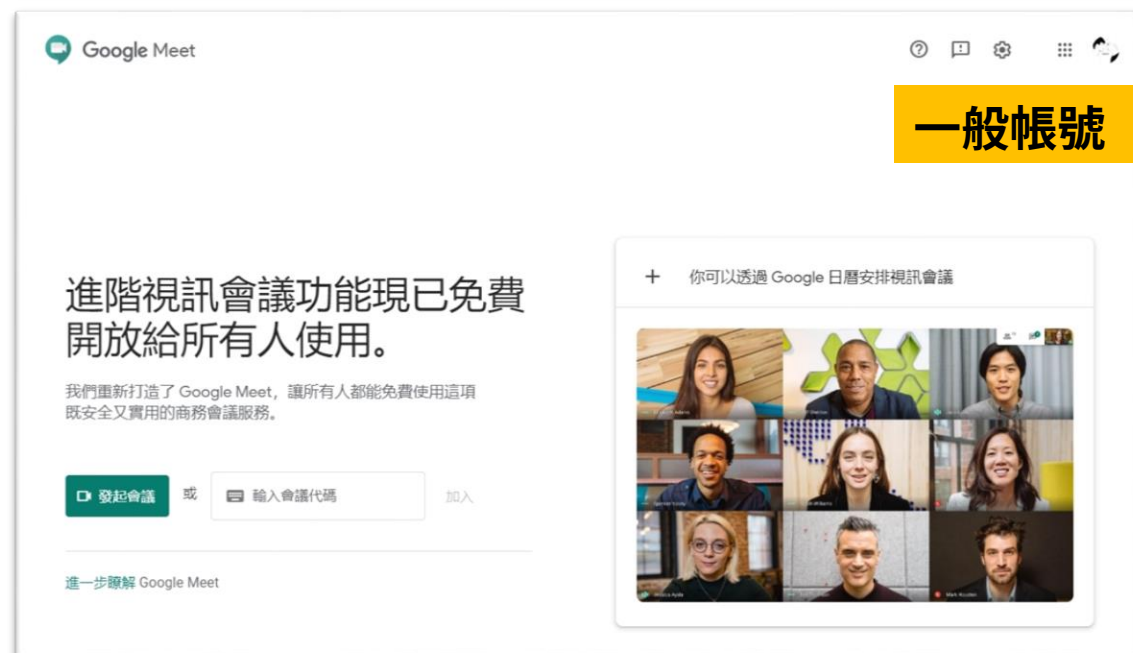 Google Meet
一般帳號
進階視訊會議功能現已免費
開放給所有人使用。
我們重新打造了 Google Meet，讓所有人都能免費使用這項
既安全又實用的商務會議服務。
發起會議 或 輸入會議代碼 加入
進一步瞭解 Google Meet
你可以透過 Google 日曆安排視訊會議